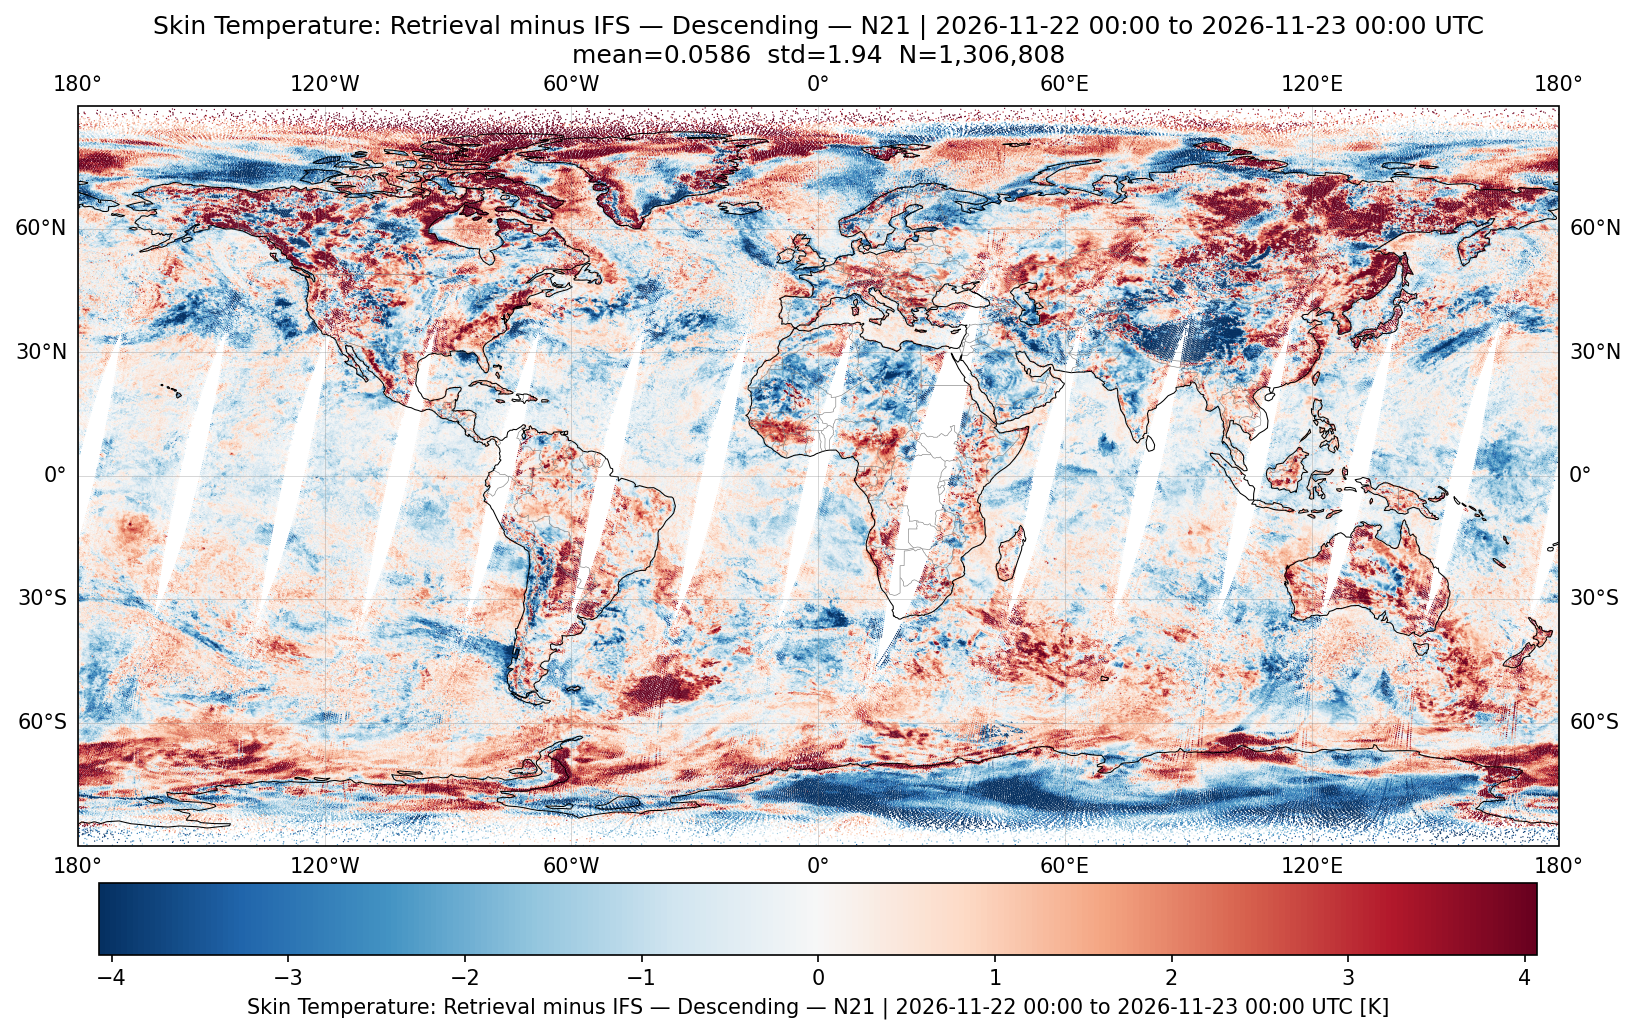 Skin Temperature: Retrieval minus IFS — Descending — N21 | 2026-11-22 00:00 to 2026-11-23 00:00 UTC
mean=0.0586  std=1.94  N=1,306,808
180° 120°W 60°W 0° 60°E 120°E 180°
60°N 60°N
30°N 30°N
0° 0°
30°S 30°S
60°S 60°S
180° 120°W 60°W 0° 60°E 120°E 180°
−4 −3 −2 −1 0 1 2 3 4
Skin Temperature: Retrieval minus IFS — Descending — N21 | 2026-11-22 00:00 to 2026-11-23 00:00 UTC [K]